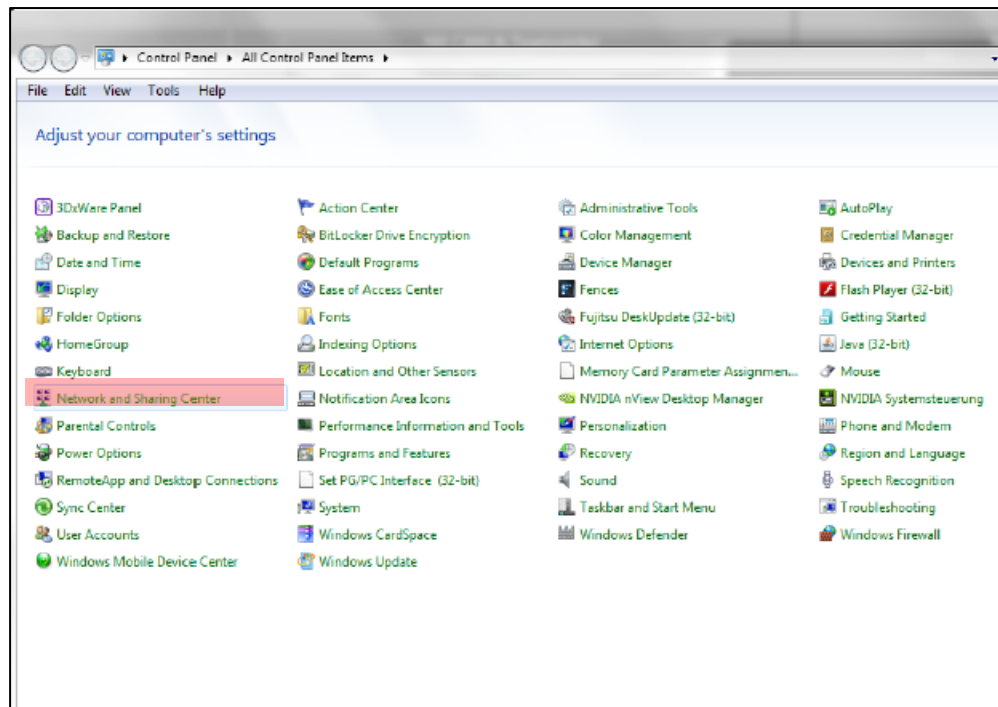 Control Panel All Control Panel Items
File Edit View Tools Help
Adjust your computer's settings
3DxWare Panel Action Center Administrative Tools AutoPlay
Backup and Restore BitLocker Drive Encryption Color Management Credential Manager
Date and Time Default Programs Device Manager Devices and Printers
Display Ease of Access Center Fences Flash Player (32-bit)
Folder Options Fonts Fujitsu DeskUpdate (32-bit) Getting Started
HomeGroup Indexing Options Internet Options Java (32-bit)
Keyboard Location and Other Sensors Memory Card Parameter Assignmen... Mouse
Network and Sharing Center Notification Area Icons NVIDIA nView Desktop Manager NVIDIA Systemsteuerung
Parental Controls Performance Information and Tools Personalization Phone and Modem
Power Options Programs and Features Recovery Region and Language
RemoteApp and Desktop Connections Set PG/PC Interface (32-bit) Sound Speech Recognition
Sync Center System Taskbar and Start Menu Troubleshooting
User Accounts Windows CardSpace Windows Defender Windows Firewall
Windows Mobile Device Center Windows Update